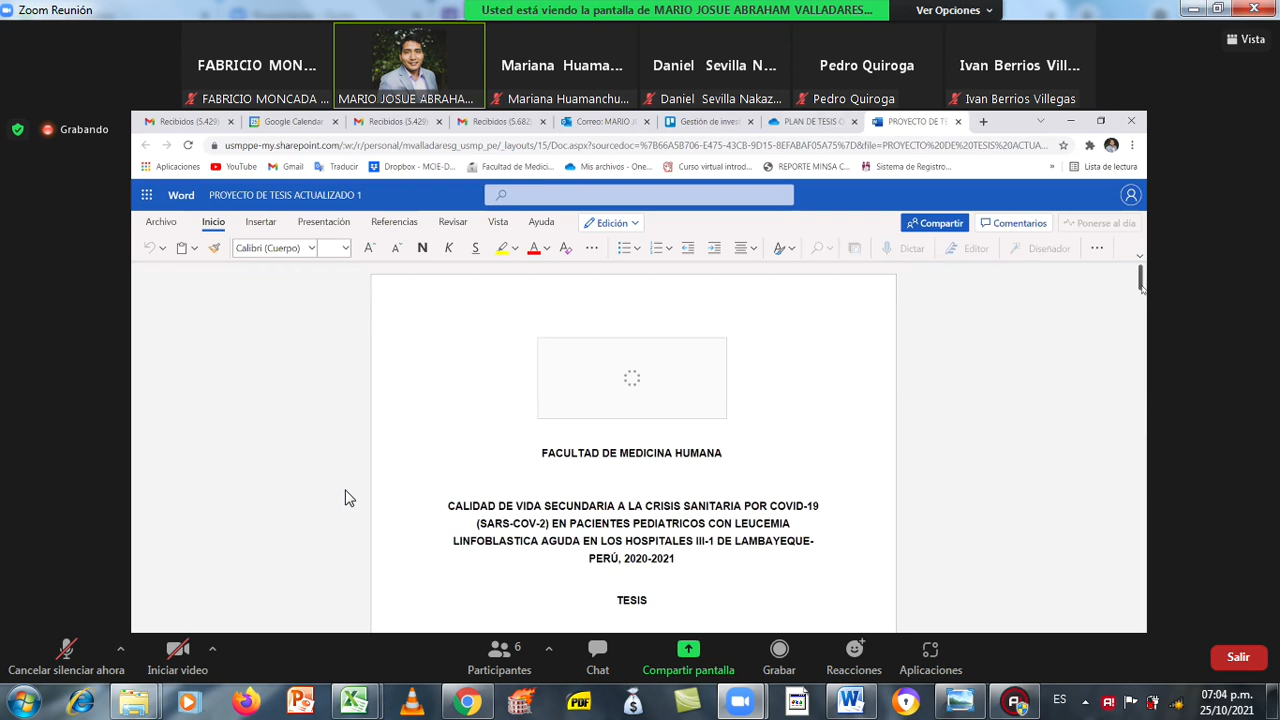 Zoom Reunión
Usted está viendo la pantalla de MARIO JOSUE ABRAHAM VALLADARES...
Ver Opciones
Vista
FABRICIO MON...
Mariana Huama...
Daniel Sevilla N...
Pedro Quiroga
Ivan Berrios Vill...
FABRICIO MONCADA ...
MARIO JOSUE ABRAHA...
Mariana Huamanchu...
Daniel Sevilla Nakaz...
Pedro Quiroga
Ivan Berrios Villegas
Grabando
Recibidos (5.429)
Google Calendar
Recibidos (5.429)
Recibidos (5.682)
Correo: MARIO J
Gestión de invest
PLAN DE TESIS O
PROYECTO DE TE
usmppe-my.sharepoint.com/:w:/r/personal/mvalladaresg_usmp_pe/_layouts/15/Doc.aspx?sourcedoc=%7B66A5B706-E475-43CB-9D15-8EFABAF05A75%7D&file=PROYECTO%20DE%20TESIS%20ACTUA...
Aplicaciones
YouTube
Gmail
Traducir
Dropbox - MCIE-D...
Facultad de Medici...
Mis archivos - One...
Curso virtual introd...
REPORTE MINSA C...
Sistema de Registro...
»
Lista de lectura
Word
PROYECTO DE TESIS ACTUALIZADO 1
Archivo
Inicio
Insertar
Presentación
Referencias
Revisar
Vista
Ayuda
Edición
Compartir
Comentarios
Ponerse al día
Calibri (Cuerpo)
N
K
S
Dictar
Editor
Diseñador
FACULTAD DE MEDICINA HUMANA
CALIDAD DE VIDA SECUNDARIA A LA CRISIS SANITARIA POR COVID-19
(SARS-COV-2) EN PACIENTES PEDIATRICOS CON LEUCEMIA
LINFOBLASTICA AGUDA EN LOS HOSPITALES III-1 DE LAMBAYEQUE-
PERÚ, 2020-2021
TESIS
Cancelar silenciar ahora
Iniciar video
6
Participantes
Chat
Compartir pantalla
Grabar
Reacciones
Aplicaciones
Salir
PDF
ES
07:04 p.m.
25/10/2021